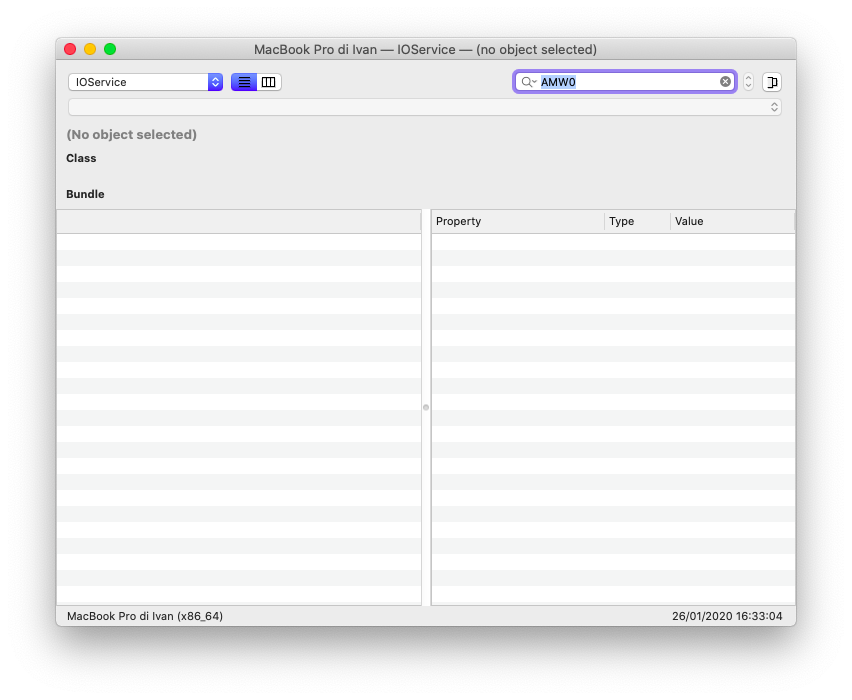 MacBook Pro di Ivan — IOService — (no object selected)
IOService
AMW0
(No object selected)
Class
Bundle
Property Type Value
MacBook Pro di Ivan (x86_64) 26/01/2020 16:33:04